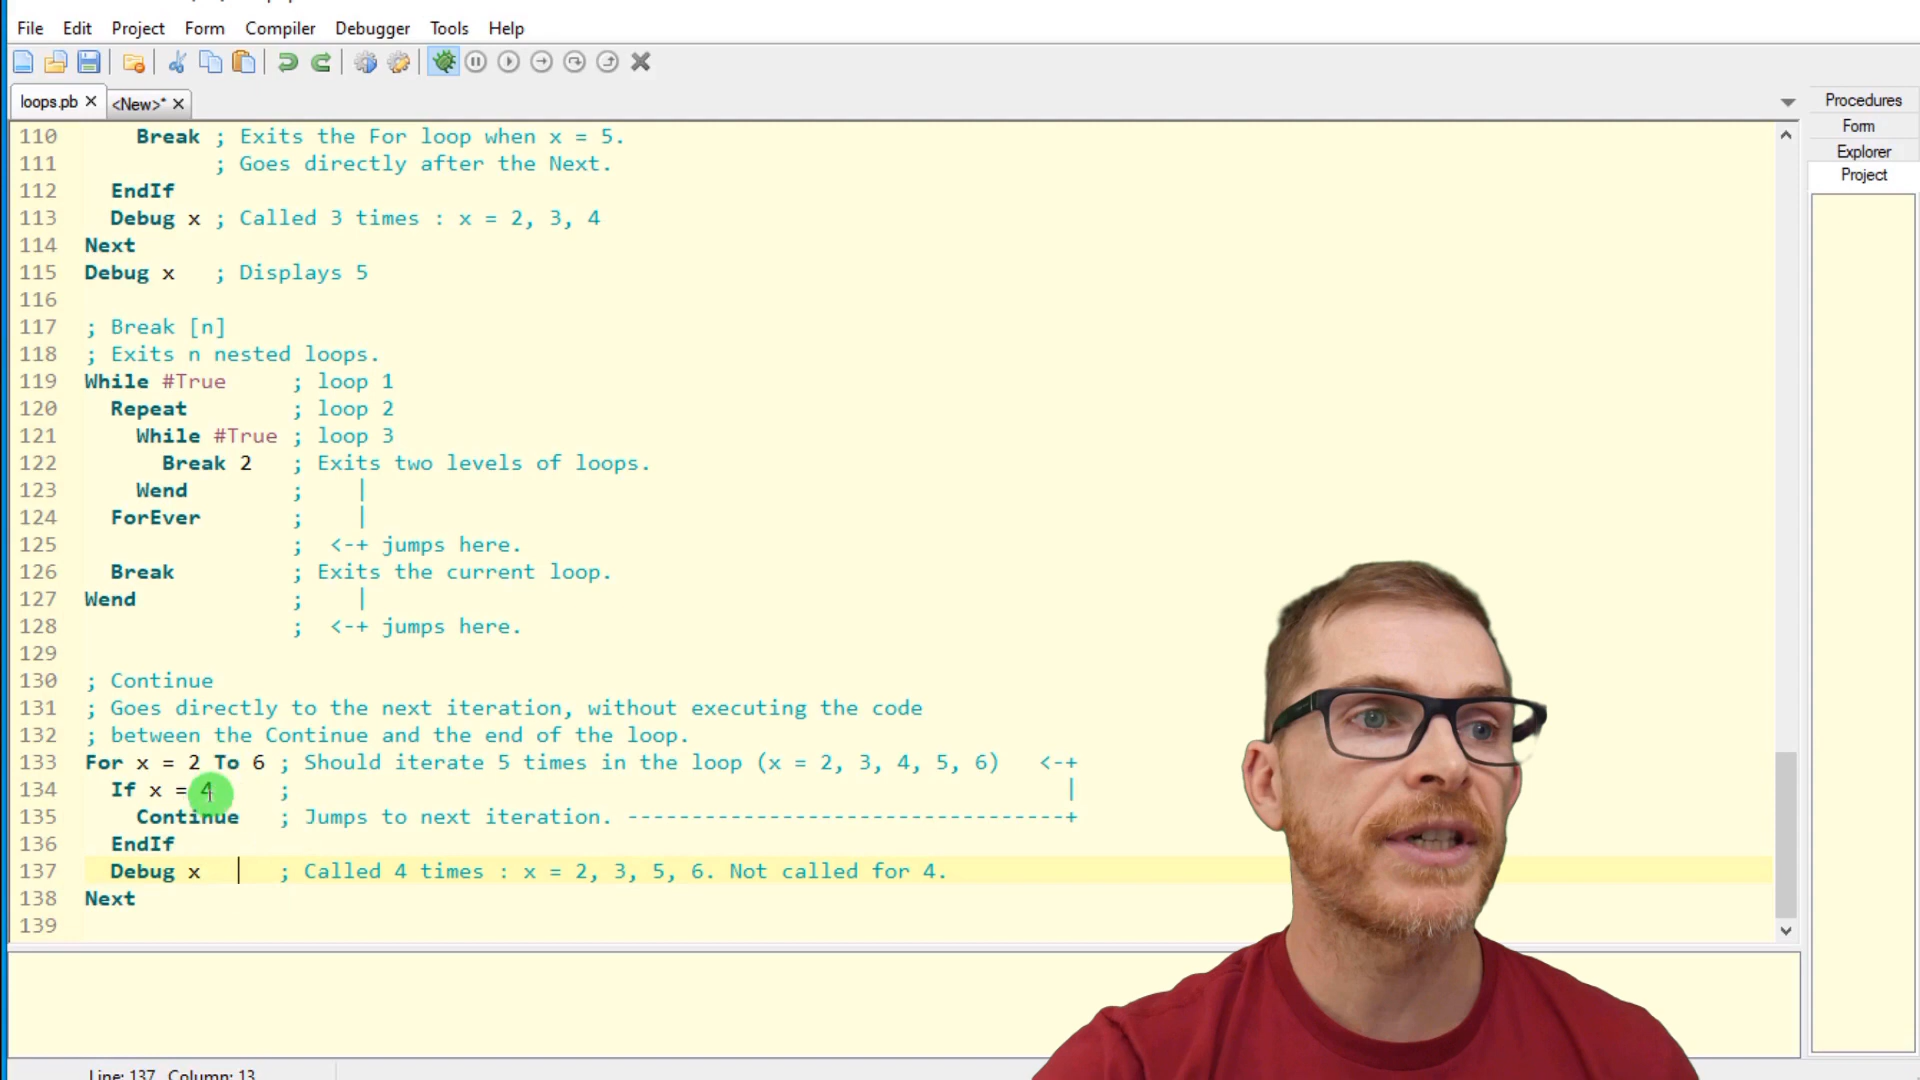 File Edit Project Form Compiler Debugger Tools Help
loops.pb <New>*
Procedures
Form
Explorer
Project
110 Break ; Exits the For loop when x = 5.
111 ; Goes directly after the Next.
112 EndIf
113 Debug x ; Called 3 times : x = 2, 3, 4
114 Next
115 Debug x ; Displays 5
116
117 ; Break [n]
118 ; Exits n nested loops.
119 While #True ; loop 1
120 Repeat ; loop 2
121 While #True ; loop 3
122 Break 2 ; Exits two levels of loops.
123 Wend ; |
124 ForEver ; |
125 ; <-+ jumps here.
126 Break ; Exits the current loop.
127 Wend ; |
128 ; <-+ jumps here.
129
130 ; Continue
131 ; Goes directly to the next iteration, without executing the code
132 ; between the Continue and the end of the loop.
133 For x = 2 To 6 ; Should iterate 5 times in the loop (x = 2, 3, 4, 5, 6) <-+
134 If x = 4 ; |
135 Continue ; Jumps to next iteration. ----------------------------------+
136 EndIf
137 Debug x ; Called 4 times : x = 2, 3, 5, 6. Not called for 4.
138 Next
139
Line: 137 Column: 13